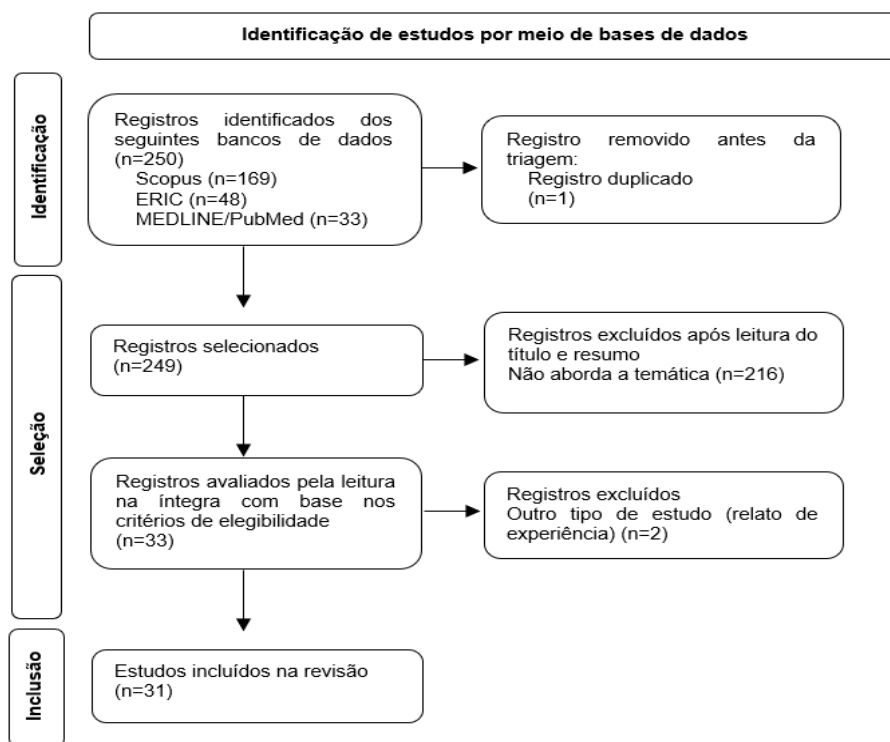 Identificação de estudos por meio de bases de dados
Identificação
Registros identificados dos
seguintes bancos de dados
(n=250)
Scopus (n=169)
ERIC (n=48)
MEDLINE/PubMed (n=33)
Registro removido antes da
triagem:
Registro duplicado
(n=1)
Seleção
Registros selecionados
(n=249)
Registros excluídos após leitura do
título e resumo
Não aborda a temática (n=216)
Registros avaliados pela leitura
na íntegra com base nos
critérios de elegibilidade
(n=33)
Registros excluídos
Outro tipo de estudo (relato de
experiência) (n=2)
Inclusão
Estudos incluídos na revisão
(n=31)